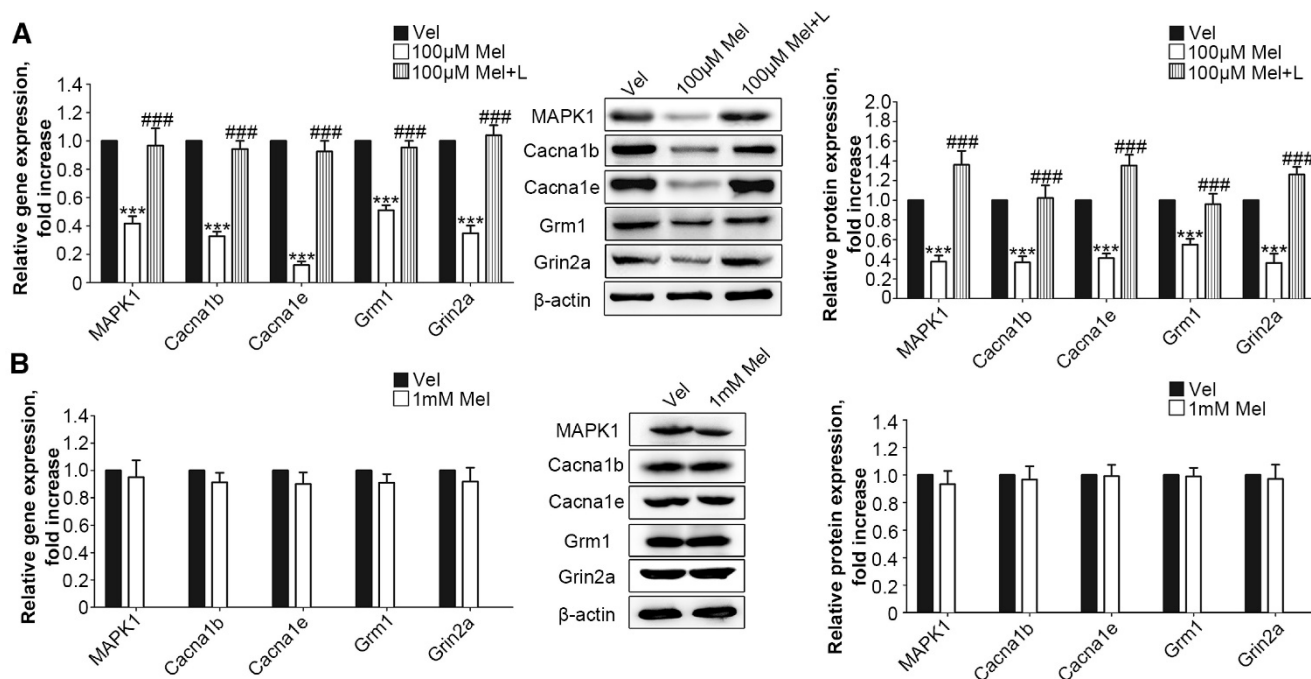 A
Vel
100μM Mel
100μM Mel+L
Relative gene expression,
fold increase
1.4
1.2
1.0
0.8
0.6
0.4
0.2
0
***
###
***
###
***
###
***
###
***
###
MAPK1
Cacna1b
Cacna1e
Grm1
Grin2a
Vel
100μM Mel
100μM Mel+L
MAPK1
Cacna1b
Cacna1e
Grm1
Grin2a
β-actin
Vel
100μM Mel
100μM Mel+L
Relative protein expression,
fold increase
2.0
1.8
1.4
1.0
0.8
0.6
0.4
0.2
0
***
###
***
###
***
###
***
###
***
###
MAPK1
Cacna1b
Cacna1e
Grm1
Grin2a
B
Vel
1mM Mel
Relative gene expression,
fold increase
1.4
1.2
1.0
0.8
0.6
0.4
0.2
0
MAPK1
Cacna1b
Cacna1e
Grm1
Grin2a
Vel
1mM Mel
MAPK1
Cacna1b
Cacna1e
Grm1
Grin2a
β-actin
Vel
1mM Mel
Relative protein expression,
fold increase
1.4
1.2
1.0
0.8
0.6
0.4
0.2
0
MAPK1
Cacna1b
Cacna1e
Grm1
Grin2a